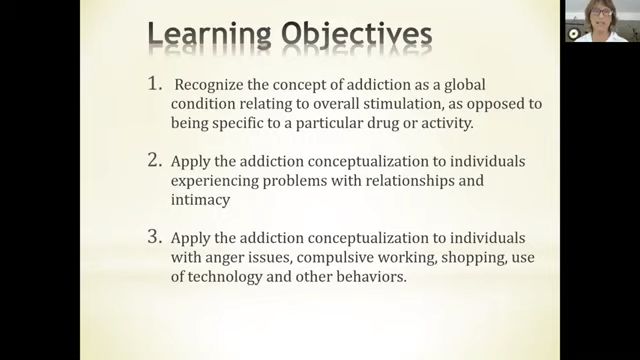 Learning Objectives
1. Recognize the concept of addiction as a global
condition relating to overall stimulation, as opposed to
being specific to a particular drug or activity.
2. Apply the addiction conceptualization to individuals
experiencing problems with relationships and
intimacy
3. Apply the addiction conceptualization to individuals
with anger issues, compulsive working, shopping, use
of technology and other behaviors.